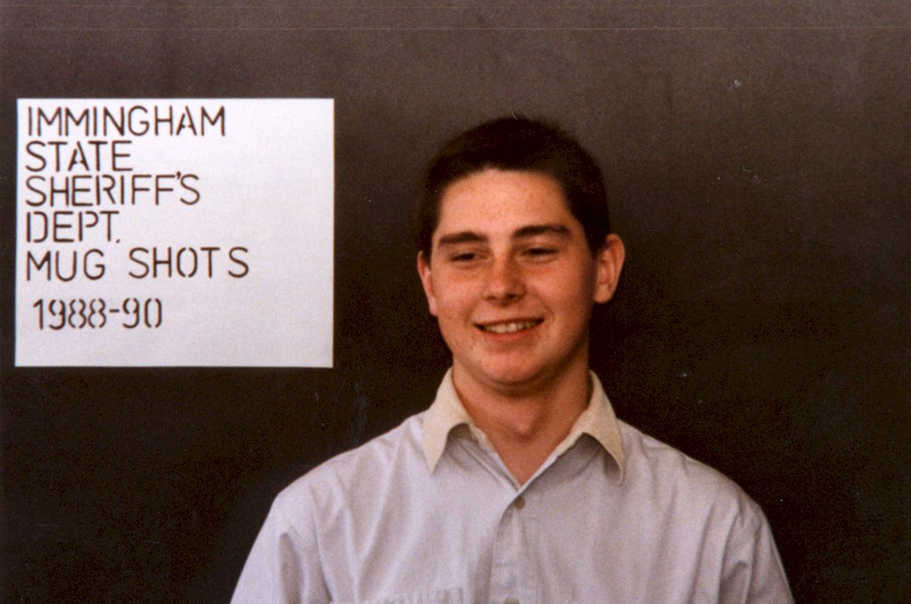 IMMINGHAM
STATE
SHERIFF'S
DEPT.
MUG SHOTS
1988-90